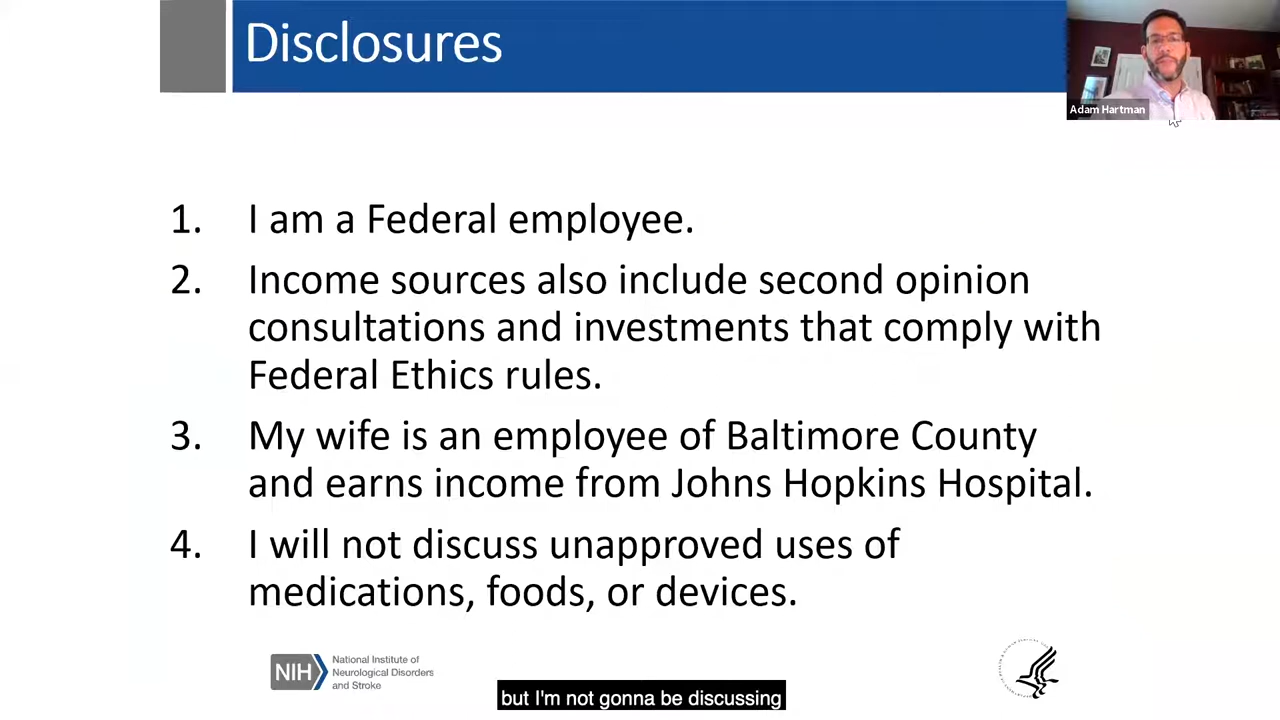 Disclosures
Adam Hartman
1. I am a Federal employee.
2. Income sources also include second opinion
consultations and investments that comply with
Federal Ethics rules.
3. My wife is an employee of Baltimore County
and earns income from Johns Hopkins Hospital.
4. I will not discuss unapproved uses of
medications, foods, or devices.
NIH
National Institute of
Neurological Disorders
and Stroke
but I'm not gonna be discussing